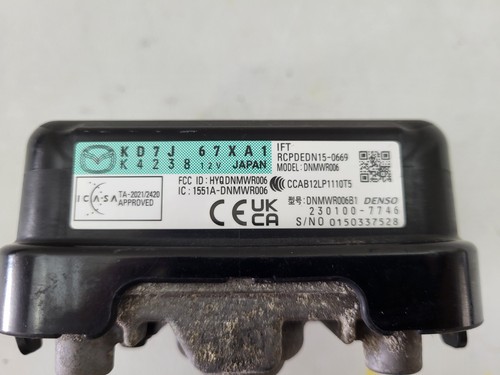 KD7J 67XA1
K4238 12V JAPAN
IFT
RCPDEDN15-0669
MODEL: DNMWR006
ICASA
TA-2021/2420
APPROVED
FCC ID : HYQDNMWR006
IC : 1551A-DNMWR006
CCAB12LP1110T5
CE UK CA
型号: DNMWR006B1 DENSO
230100-7746
S/NO 0150337528